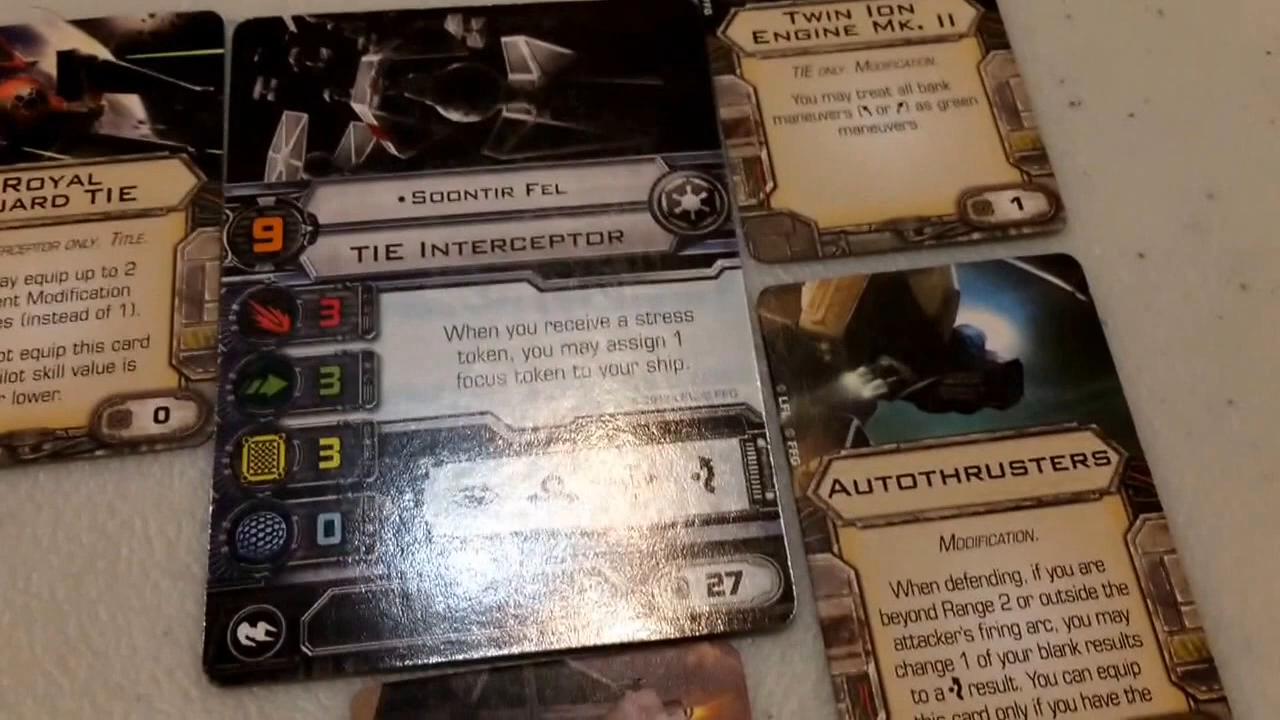 ROYAL
UARD TIE
ERCEPTOR ONLY. TITLE.
ay equip up to 2
ent Modification
es (instead of 1).
ot equip this card
ilot skill value is
r lower.
0
• SOONTIR FEL
9
TIE INTERCEPTOR
3
3
3
0
When you receive a stress
token, you may assign 1
focus token to your ship.
27
TWIN ION
ENGINE MK. II
TIE ONLY. MODIFICATION.
You may treat all bank
maneuvers ( or ) as green
maneuvers
1
© LFL © FFG
AUTOTHRUSTERS
MODIFICATION.
When defending, if you are
beyond Range 2 or outside the
attacker's firing arc, you may
change 1 of your blank results
to a result. You can equip
this card only if you have the